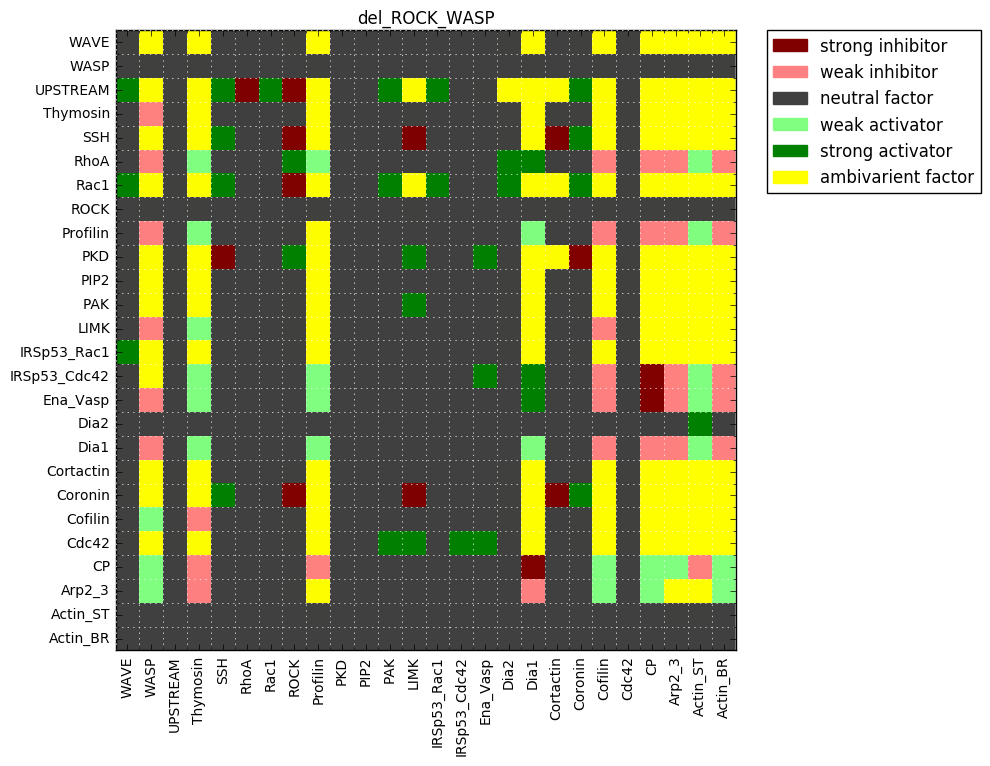 del_ROCK_WASP
WAVE
WASP
UPSTREAM
Thymosin
SSH
RhoA
Rac1
ROCK
Profilin
PKD
PIP2
PAK
LIMK
IRSp53_Rac1
IRSp53_Cdc42
Ena_Vasp
Dia2
Dia1
Cortactin
Coronin
Cofilin
Cdc42
CP
Arp2_3
Actin_ST
Actin_BR
WAVE
WASP
UPSTREAM
Thymosin
SSH
RhoA
Rac1
ROCK
Profilin
PKD
PIP2
PAK
LIMK
IRSp53_Rac1
IRSp53_Cdc42
Ena_Vasp
Dia2
Dia1
Cortactin
Coronin
Cofilin
Cdc42
CP
Arp2_3
Actin_ST
Actin_BR
strong inhibitor
weak inhibitor
neutral factor
weak activator
strong activator
ambivarient factor